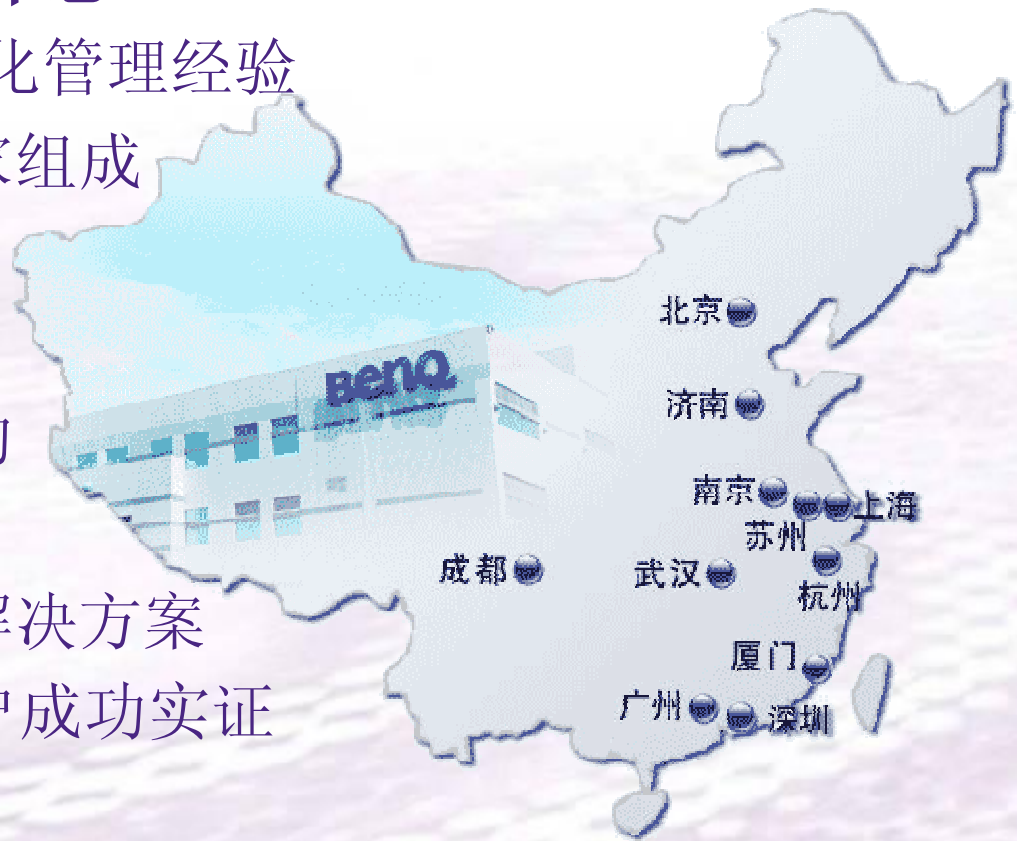 化管理经验
家组成
BenQ
北京
济南
南京
上海
苏州
成都
武汉
杭州
解决方案
厦门
户成功实证
广州
深圳